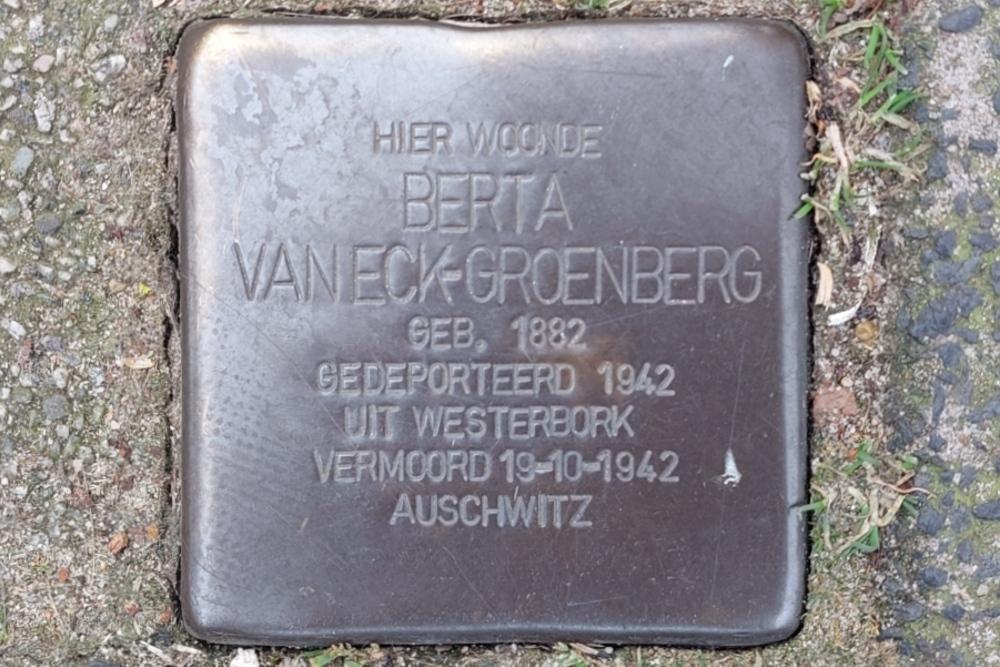 HIER WOONDE
BERTA
VAN ECK-GROENBERG
GEB. 1882
GEDEPORTEERD 1942
UIT WESTERBORK
VERMOORD 19-10-1942
AUSCHWITZ